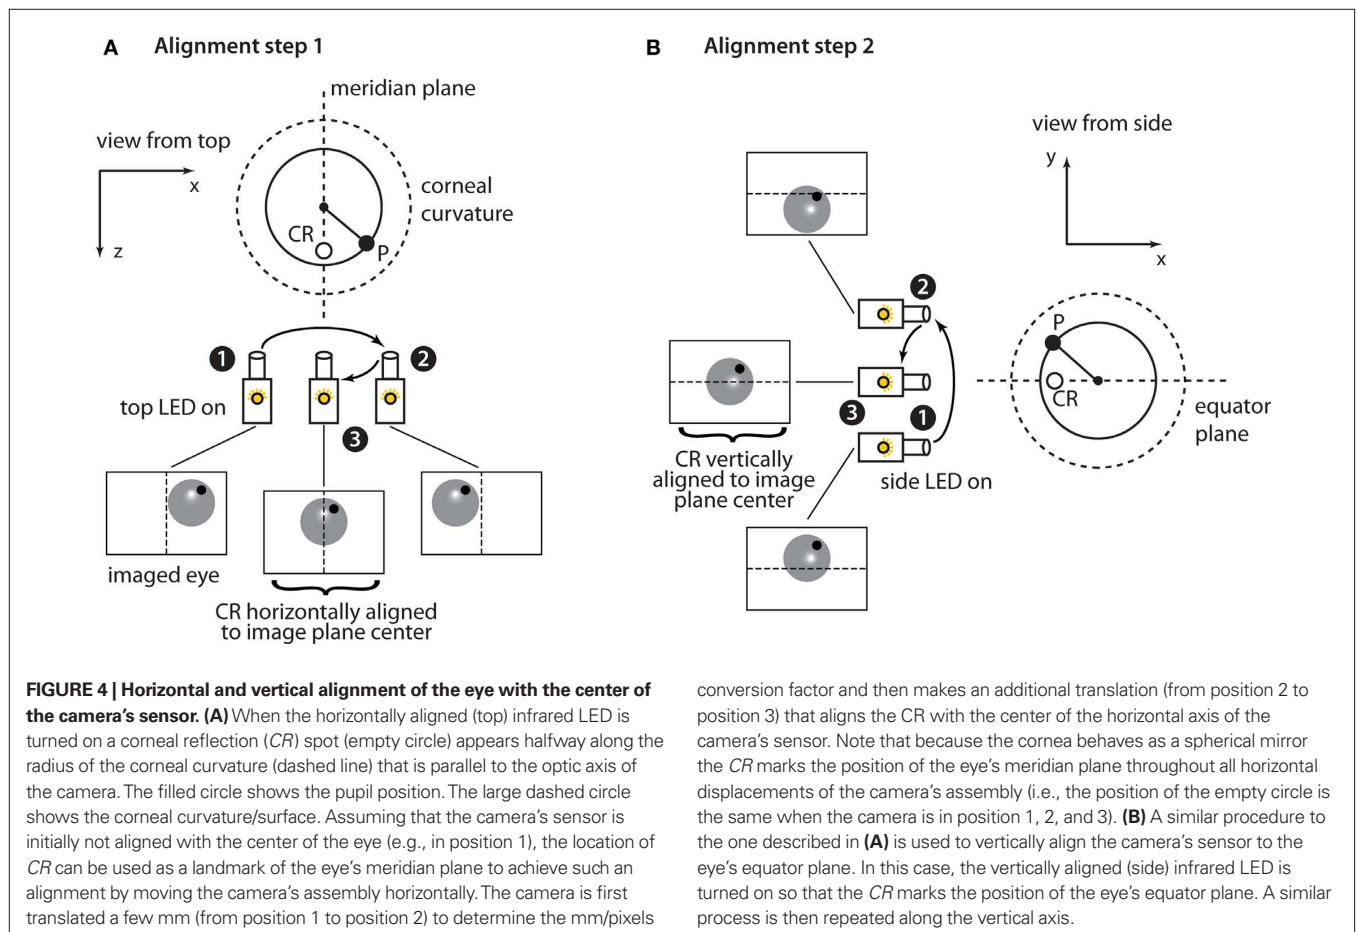 A Alignment step 1
meridian plane
view from top
x
z
corneal
curvature
CR
P
1
2
top LED on
3
imaged eye
CR horizontally aligned
to image plane center
B Alignment step 2
view from side
y
x
2
P
CR
3
1
equator
plane
CR vertically
aligned to image
plane center
side LED on
FIGURE 4 | Horizontal and vertical alignment of the eye with the center of
the camera's sensor. (A) When the horizontally aligned (top) infrared LED is
turned on a corneal reflection (CR) spot (empty circle) appears halfway along the
radius of the corneal curvature (dashed line) that is parallel to the optic axis of
the camera. The filled circle shows the pupil position. The large dashed circle
shows the corneal curvature/surface. Assuming that the camera's sensor is
initially not aligned with the center of the eye (e.g., in position 1), the location of
CR can be used as a landmark of the eye's meridian plane to achieve such an
alignment by moving the camera's assembly horizontally. The camera is first
translated a few mm (from position 1 to position 2) to determine the mm/pixels
conversion factor and then makes an additional translation (from position 2 to
position 3) that aligns the CR with the center of the horizontal axis of the
camera's sensor. Note that because the cornea behaves as a spherical mirror
the CR marks the position of the eye's meridian plane throughout all horizontal
displacements of the camera's assembly (i.e., the position of the empty circle is
the same when the camera is in position 1, 2, and 3). (B) A similar procedure to
the one described in (A) is used to vertically align the camera's sensor to the
eye's equator plane. In this case, the vertically aligned (side) infrared LED is
turned on so that the CR marks the position of the eye's equator plane. A similar
process is then repeated along the vertical axis.